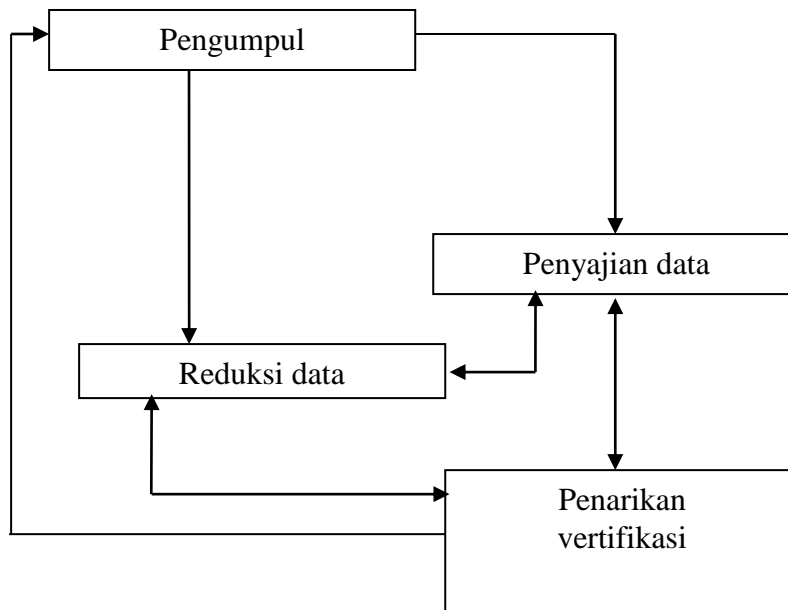 Pengumpul
Penyajian data
Reduksi data
Penarikan
vertifikasi